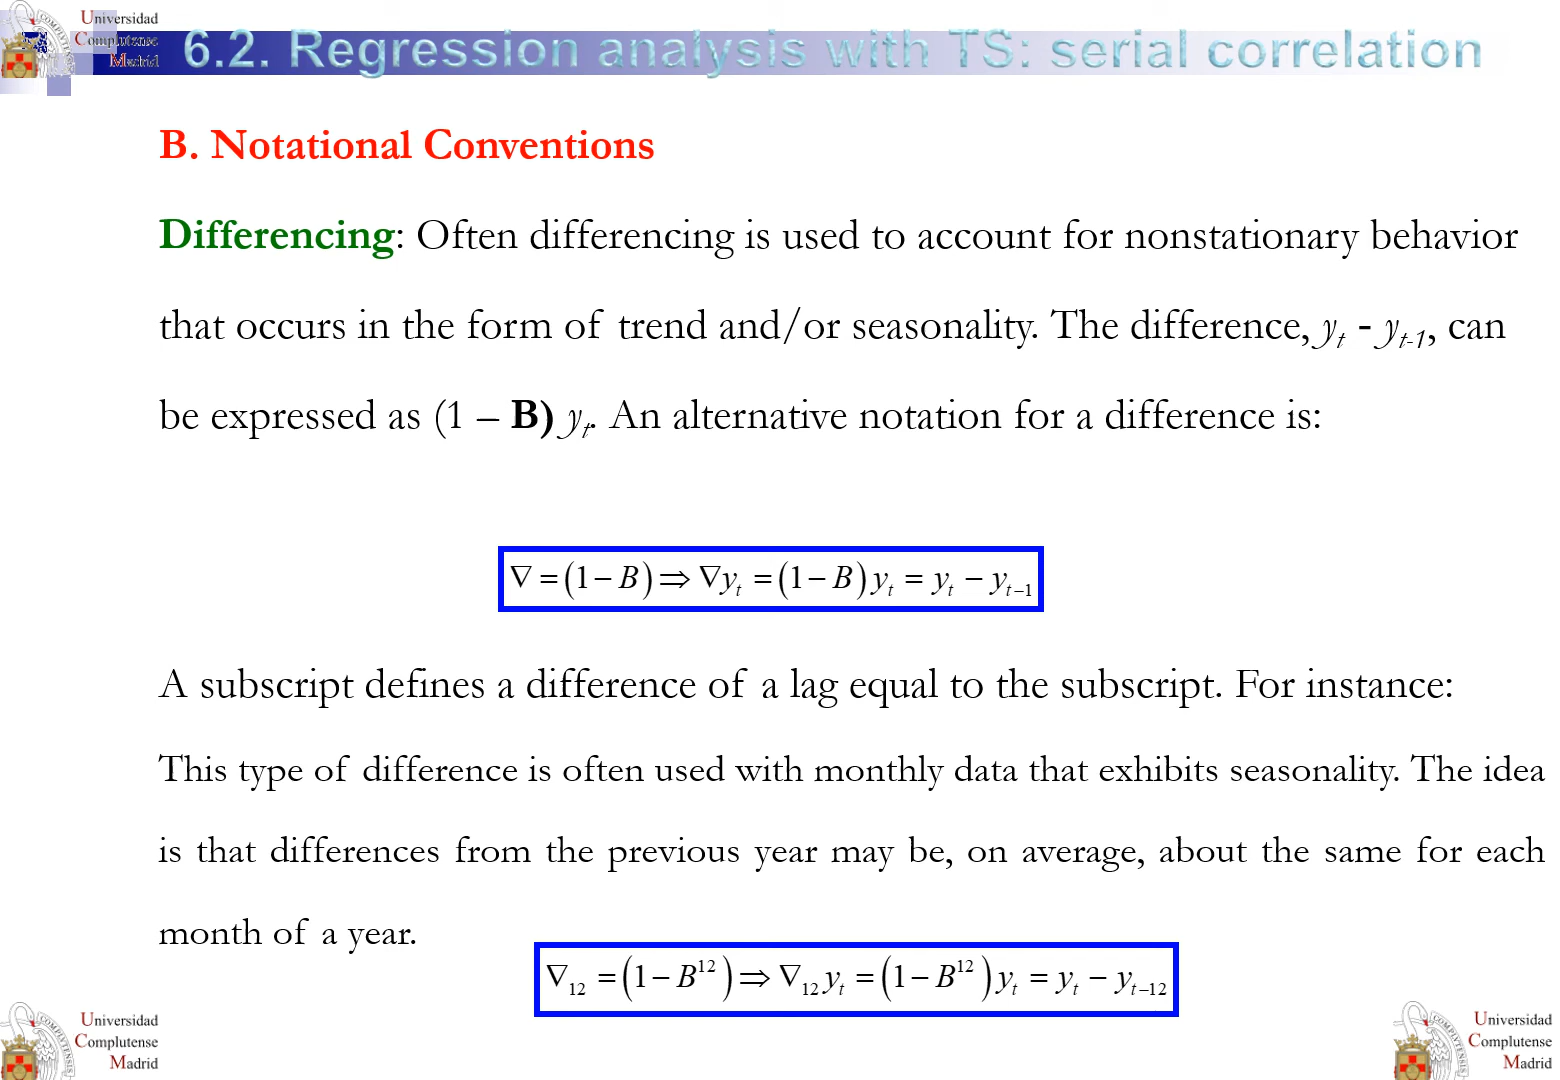 Universidad
Complutense
Madrid
6.2. Regression analysis with TS: serial correlation
B. Notational Conventions
Differencing: Often differencing is used to account for nonstationary behavior
that occurs in the form of trend and/or seasonality. The difference, yₜ - yₜ₋₁, can
be expressed as (1 – B) yₜ. An alternative notation for a difference is:
∇ = (1 − B) ⇒ ∇yₜ = (1 − B) yₜ = yₜ − yₜ₋₁
A subscript defines a difference of a lag equal to the subscript. For instance:
This type of difference is often used with monthly data that exhibits seasonality. The idea
is that differences from the previous year may be, on average, about the same for each
month of a year.
∇₁₂ = (1 − B¹²) ⇒ ∇₁₂ yₜ = (1 − B¹²) yₜ = yₜ − yₜ₋₁₂
Universidad
Complutense
Madrid
Universidad
Complutense
Madrid